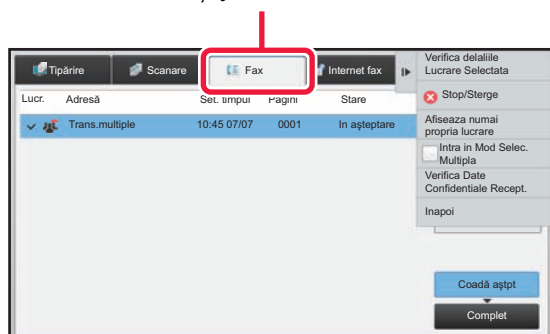 Tipărire
Scanare
Fax
Internet fax
Lucr.
Adresă
Set. timpul
Pagini
Stare
Trans.multiple
10:45 07/07
0001
In aşteptare
Verifica delaliile
Lucrare Selectata
Stop/Sterge
Afiseaza numai
propria lucrare
Intra in Mod Selec.
Multipla
Verifica Date
Confidentiale Recept.
Inapoi
Coadă aştpt
Complet